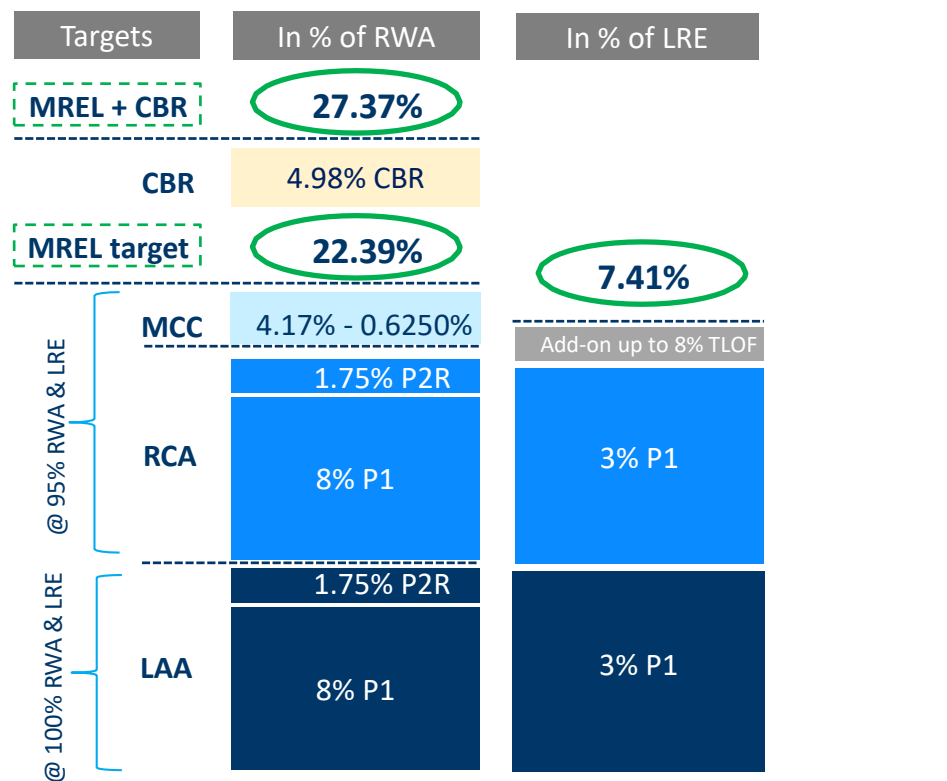 Targets
In % of RWA
In % of LRE
MREL + CBR
27.37%
CBR
4.98% CBR
MREL target
22.39%
7.41%
MCC
4.17% - 0.6250%
Add-on up to 8% TLOF
1.75% P2R
@ 95% RWA & LRE
RCA
8% P1
3% P1
1.75% P2R
@ 100% RWA & LRE
LAA
8% P1
3% P1